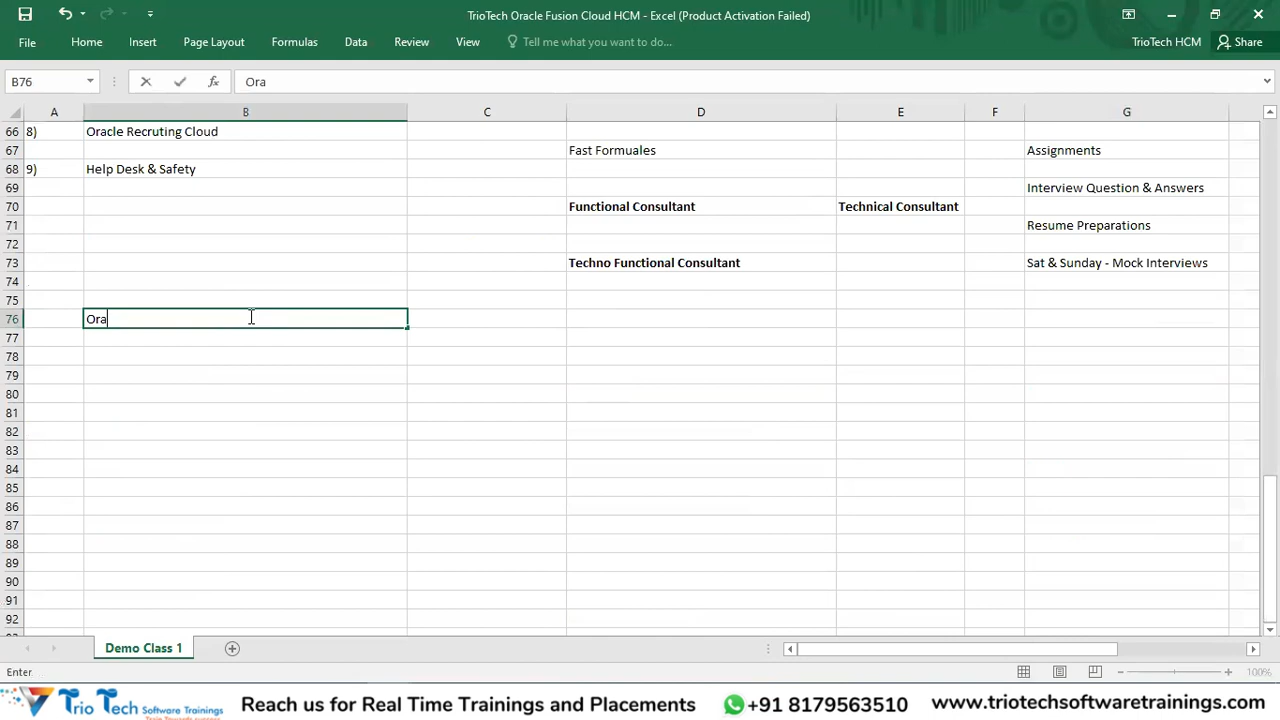 TrioTech Oracle Fusion Cloud HCM - Excel (Product Activation Failed)
File Home Insert Page Layout Formulas Data Review View Tell me what you want to do... TrioTech HCM Share
B76 fx Ora
A B C D E F G
66 8) Oracle Recruting Cloud
67 Fast Formuales Assignments
68 9) Help Desk & Safety
69 Interview Question & Answers
70 Functional Consultant Technical Consultant
71 Resume Preparations
72
73 Techno Functional Consultant Sat & Sunday - Mock Interviews
74
75
76 Ora
77
78
79
80
81
82
83
84
85
86
87
88
89
90
91
92
Demo Class 1
Enter 100%
Trio Tech Software Trainings
Train Towards success
Reach us for Real Time Trainings and Placements +91 8179563510 www.triotechsoftwaretrainings.com